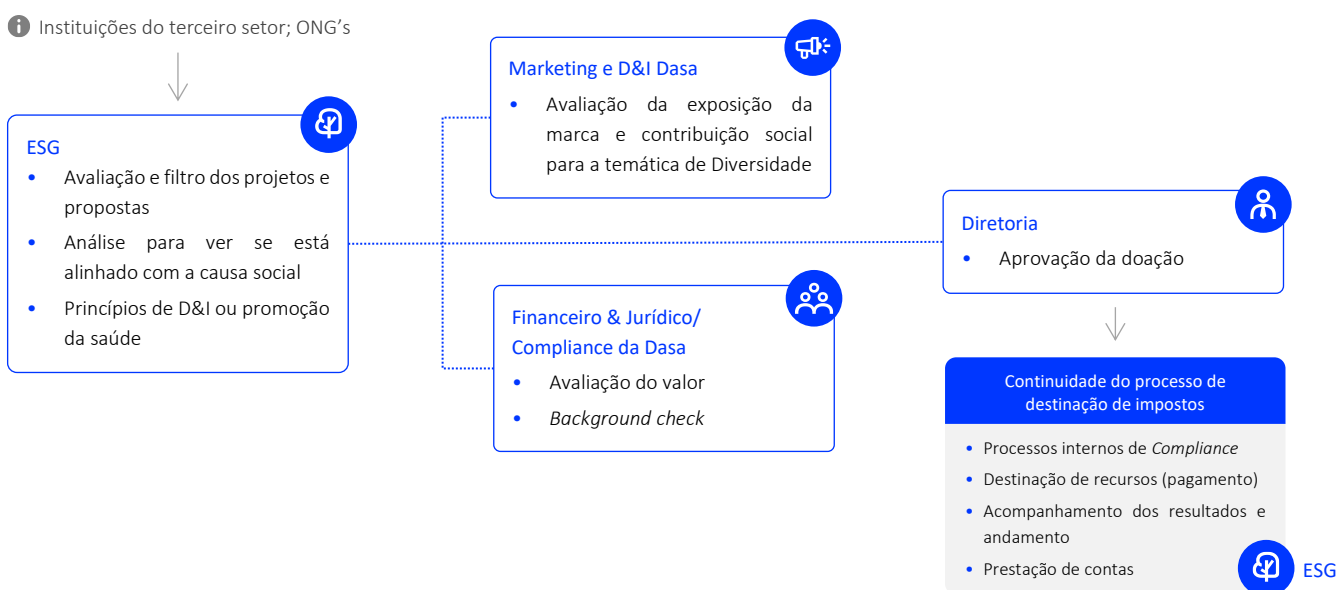 Instituições do terceiro setor; ONG's
ESG
• Avaliação e filtro dos projetos e
propostas
• Análise para ver se está
alinhado com a causa social
• Princípios de D&I ou promoção
da saúde
Marketing e D&I Dasa
• Avaliação da exposição da
marca e contribuição social
para a temática de Diversidade
Financeiro & Jurídico/
Compliance da Dasa
• Avaliação do valor
• Background check
Diretoria
• Aprovação da doação
Continuidade do processo de
destinação de impostos
• Processos internos de Compliance
• Destinação de recursos (pagamento)
• Acompanhamento dos resultados e
andamento
• Prestação de contas
ESG